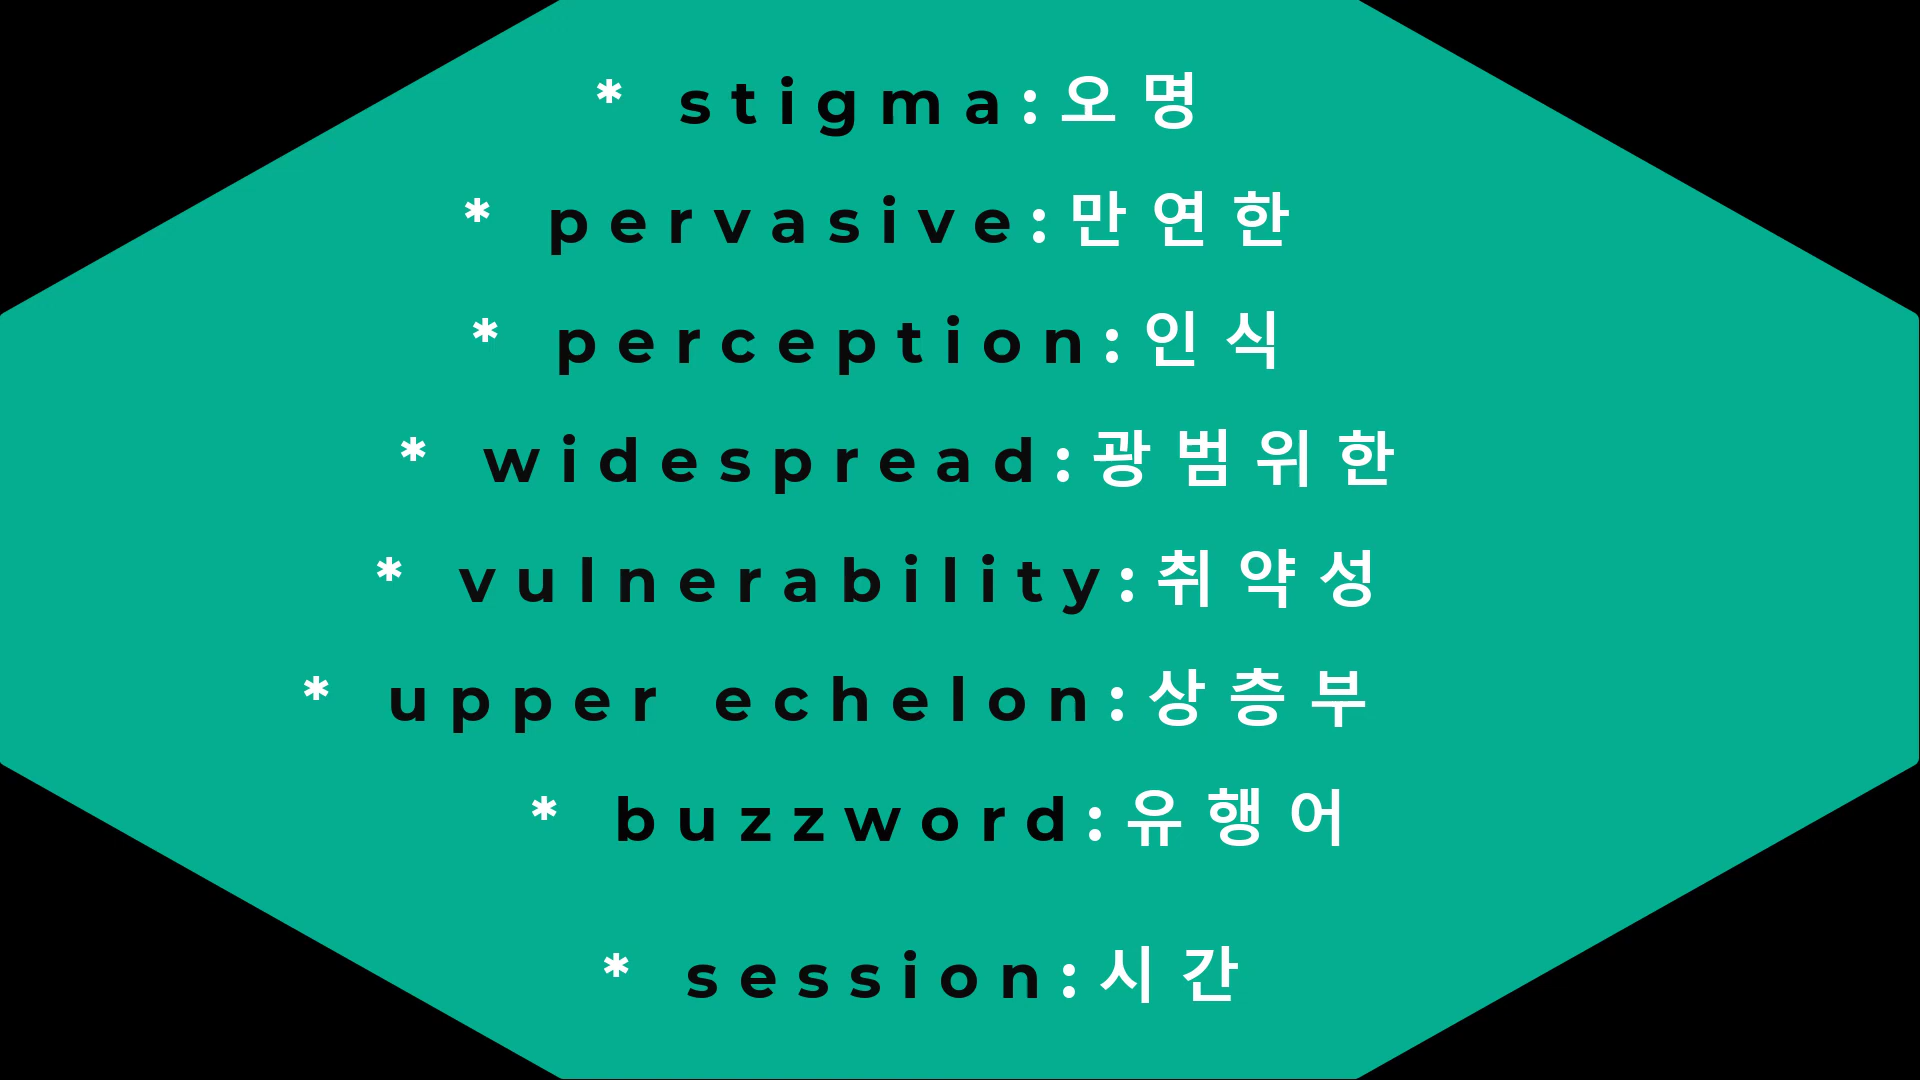 * stigma:오명
* pervasive:만연한
* perception:인식
* widespread:광범위한
* vulnerability:취약성
* upper echelon:상층부
* buzzword:유행어
* session:시간